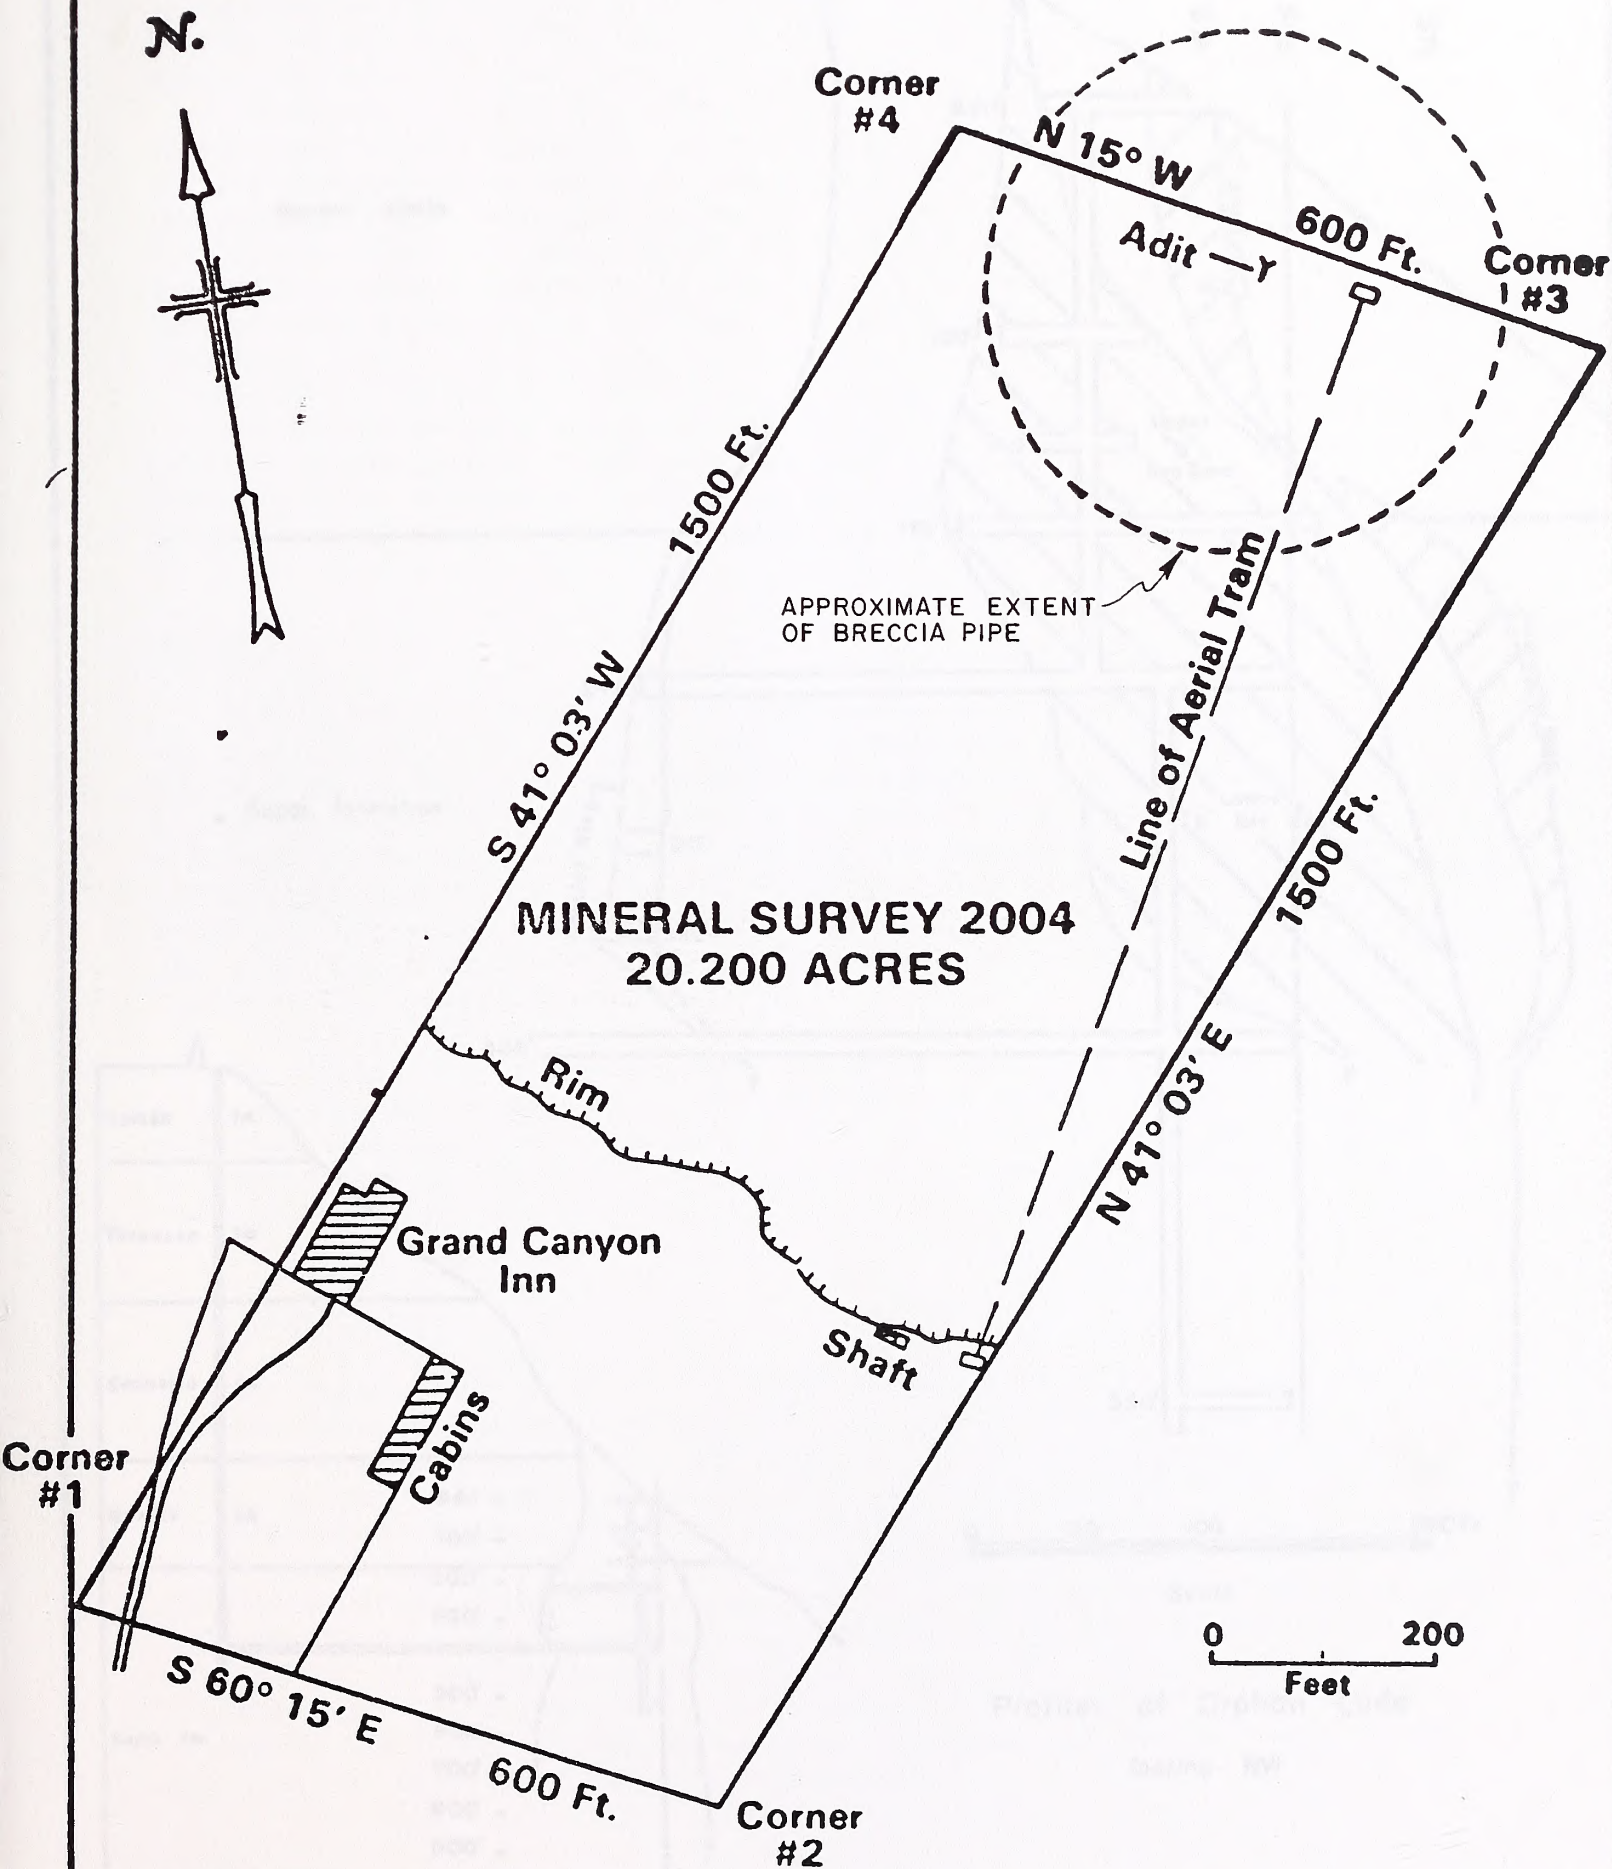 N.
Corner
#4
N 15° W
600 Ft.
Corner
#3
Adit
1500 Ft.
APPROXIMATE EXTENT
OF BRECCIA PIPE
Line of Aerial Tram
S 41° 03' W
1500 Ft.
MINERAL SURVEY 2004
20.200 ACRES
N 41° 03' E
Rim
Grand Canyon
Inn
Shaft
Cabins
Corner
#1
0 200
Feet
S 60° 15' E
600 Ft.
Corner
#2